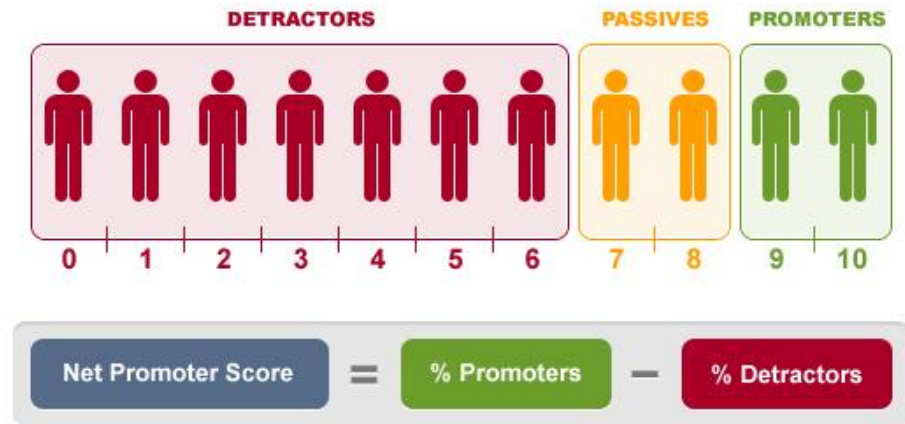 DETRACTORS PASSIVES PROMOTERS
0 1 2 3 4 5 6 7 8 9 10
Net Promoter Score = % Promoters − % Detractors